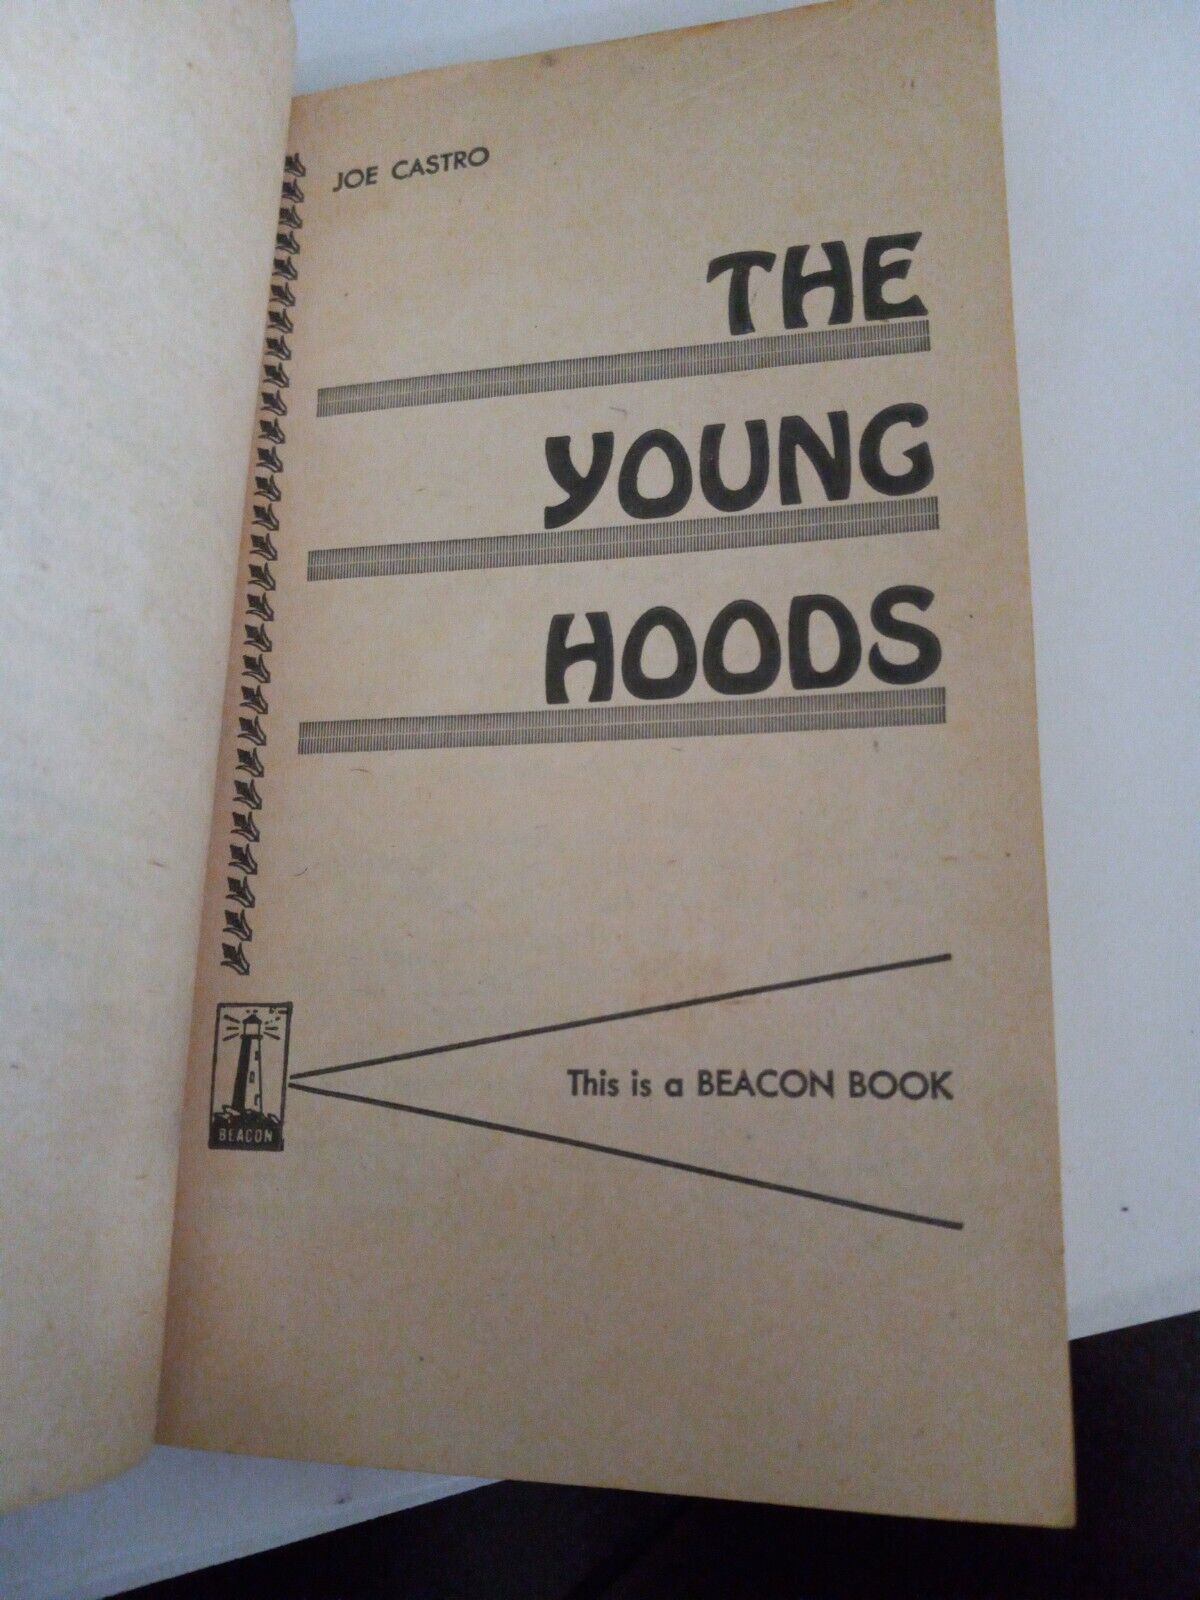 JOE CASTRO
THE
YOUNG
HOODS
This is a BEACON BOOK
BEACON